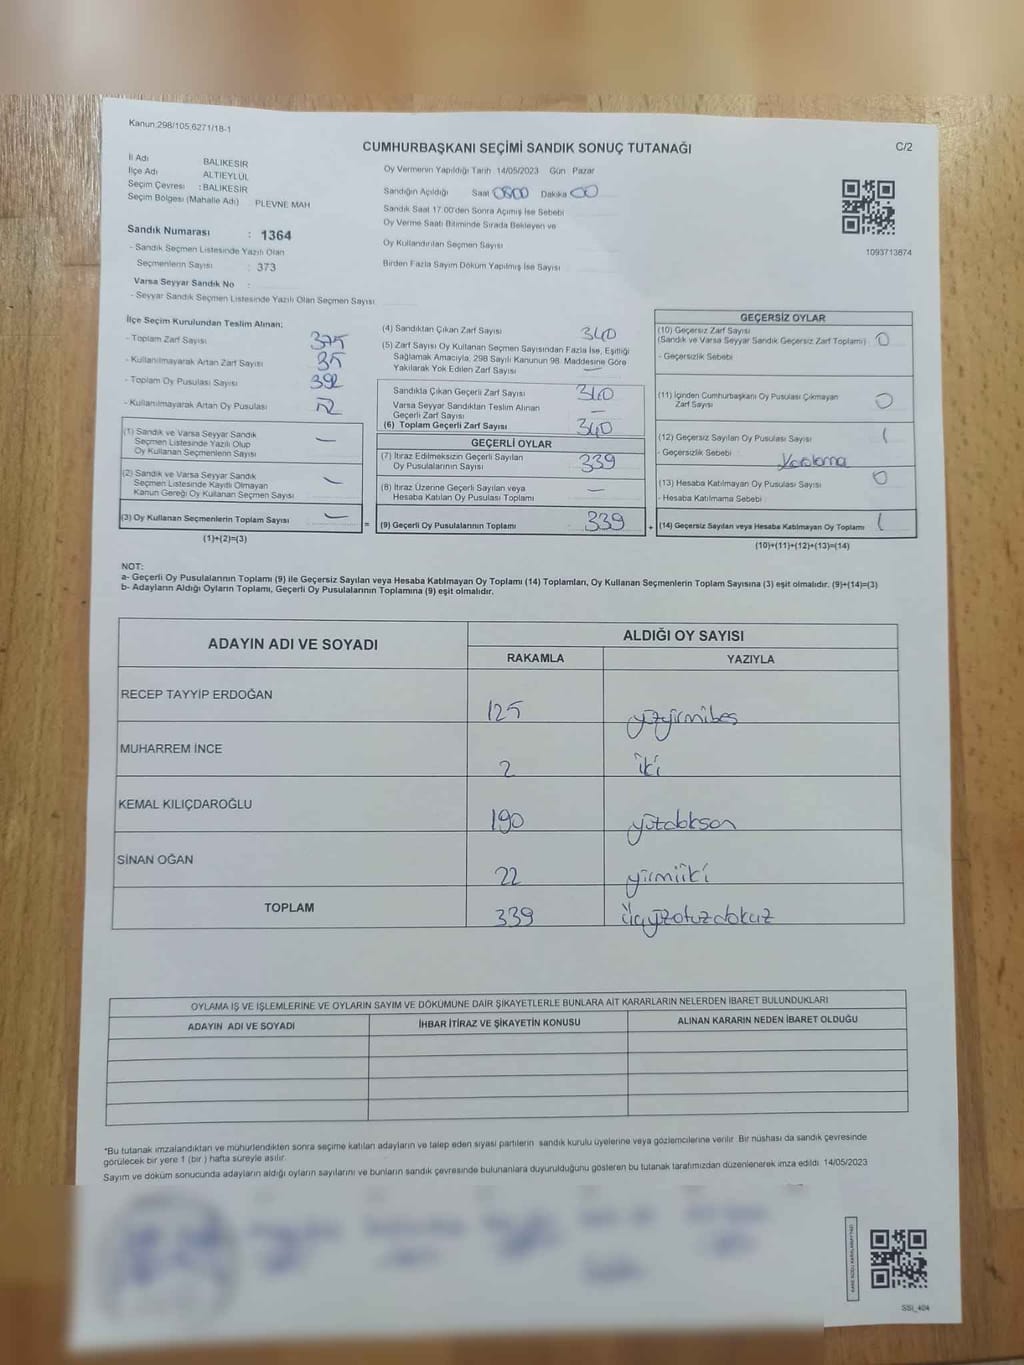 Kanun:298/105,6271/18-1
CUMHURBAŞKANI SEÇİMİ SANDIK SONUÇ TUTANAĞI
C/2
İl Adı BALIKESİR
İlçe Adı ALTIEYLÜL
Seçim Çevresi : BALIKESİR
Seçim Bölgesi (Mahalle Adı) PLEVNE MAH
Oy Vermenin Yapıldığı Tarih 14/05/2023 Gün Pazar
Sandığın Açıldığı Saat 0800 Dakika 00
Sandık Saat 17:00'den Sonra Açımış İse Sebebi
Oy Verme Saati Bitiminde Sırada Bekleyen ve
Oy Kullandırılan Seçmen Sayısı
Birden Fazla Sayım Döküm Yapılmış İse Sayısı
1093713874
Sandık Numarası : 1364
- Sandık Seçmen Listesinde Yazılı Olan
Seçmenlerin Sayısı : 373
Varsa Seyyar Sandık No :
- Seyyar Sandık Seçmen Listesinde Yazılı Olan Seçmen Sayısı
İlçe Seçim Kurulundan Teslim Alınan;
- Toplam Zarf Sayısı 375
- Kullanılmayarak Artan Zarf Sayısı 35
- Toplam Oy Pusulası Sayısı 392
- Kullanılmayarak Artan Oy Pusulası 52
(1) Sandık ve Varsa Seyyar Sandık
Seçmen Listesinde Yazılı Olup
Oy Kullanan Seçmenlerin Sayısı —
(2) Sandık ve Varsa Seyyar Sandık
Seçmen Listesinde Kayıtlı Olmayan
Kanun Gereği Oy Kullanan Seçmen Sayısı —
(3) Oy Kullanan Seçmenlerin Toplam Sayısı —
(1)+(2)=(3)
(4) Sandıktan Çıkan Zarf Sayısı 340
(5) Zarf Sayısı Oy Kullanan Seçmen Sayısından Fazla İse, Eşitliği
Sağlamak Amacıyla, 298 Sayılı Kanunun 98. Maddesine Göre
Yakılarak Yok Edilen Zarf Sayısı —
Sandıkta Çıkan Geçerli Zarf Sayısı 340
Varsa Seyyar Sandıktan Teslim Alınan
Geçerli Zarf Sayısı —
(6) Toplam Geçerli Zarf Sayısı 340
GEÇERLİ OYLAR
(7) İtiraz Edilmeksizin Geçerli Sayılan
Oy Pusulalarının Sayısı 339
(8) İtiraz Üzerine Geçerli Sayılan veya
Hesaba Katılan Oy Pusulası Toplamı —
= (9) Geçerli Oy Pusulalarının Toplamı 339
GEÇERSİZ OYLAR
(10) Geçersiz Zarf Sayısı
(Sandık ve Varsa Seyyar Sandık Geçersiz Zarf Toplamı) 0
- Geçersizlik Sebebi
(11) İçinden Cumhurbaşkanı Oy Pusulası Çıkmayan
Zarf Sayısı 0
(12) Geçersiz Sayılan Oy Pusulası Sayısı 1
- Geçersizlik Sebebi Karalama
(13) Hesaba Katılmayan Oy Pusulası Sayısı 0
- Hesaba Katılmama Sebebi
+ (14) Geçersiz Sayılan veya Hesaba Katılmayan Oy Toplamı 1
(10)+(11)+(12)+(13)=(14)
NOT:
a- Geçerli Oy Pusulalarının Toplamı (9) ile Geçersiz Sayılan veya Hesaba Katılmayan Oy Toplamı (14) Toplamları, Oy Kullanan Seçmenlerin Toplam Sayısına (3) eşit olmalıdır. (9)+(14)=(3)
b- Adayların Aldığı Oyların Toplamı, Geçerli Oy Pusulalarının Toplamına (9) eşit olmalıdır.
ADAYIN ADI VE SOYADI ALDIĞI OY SAYISI
RAKAMLA YAZIYLA
RECEP TAYYİP ERDOĞAN 125 yüzyirmibeş
MUHARREM İNCE 2 iki
KEMAL KILIÇDAROĞLU 190 yüzdoksan
SİNAN OĞAN 22 yirmiiki
TOPLAM 339 üçyüzotuzdokuz
OYLAMA İŞ VE İŞLEMLERİNE VE OYLARIN SAYIM VE DÖKÜMÜNE DAİR ŞİKAYETLERLE BUNLARA AİT KARARLARIN NELERDEN İBARET BULUNDUKLARI
ADAYIN ADI VE SOYADI İHBAR İTİRAZ VE ŞİKAYETİN KONUSU ALINAN KARARIN NEDEN İBARET OLDUĞU
*Bu tutanak imzalandıktan ve mühürlendikten sonra seçime katılan adayların ve talep eden siyasi partilerin sandık kurulu üyelerine veya gözlemcilerine verilir. Bir nüshası da sandık çevresinde
görülecek bir yere 1 (bir ) hafta süreyle asılır.
Sayım ve döküm sonucunda adayların aldığı oyların sayılarını ve bunların sandık çevresinde bulunanlara duyurulduğunu gösteren bu tutanak tarafımızdan düzenlenerek imza edildi. 14/05/2023
SSI_404